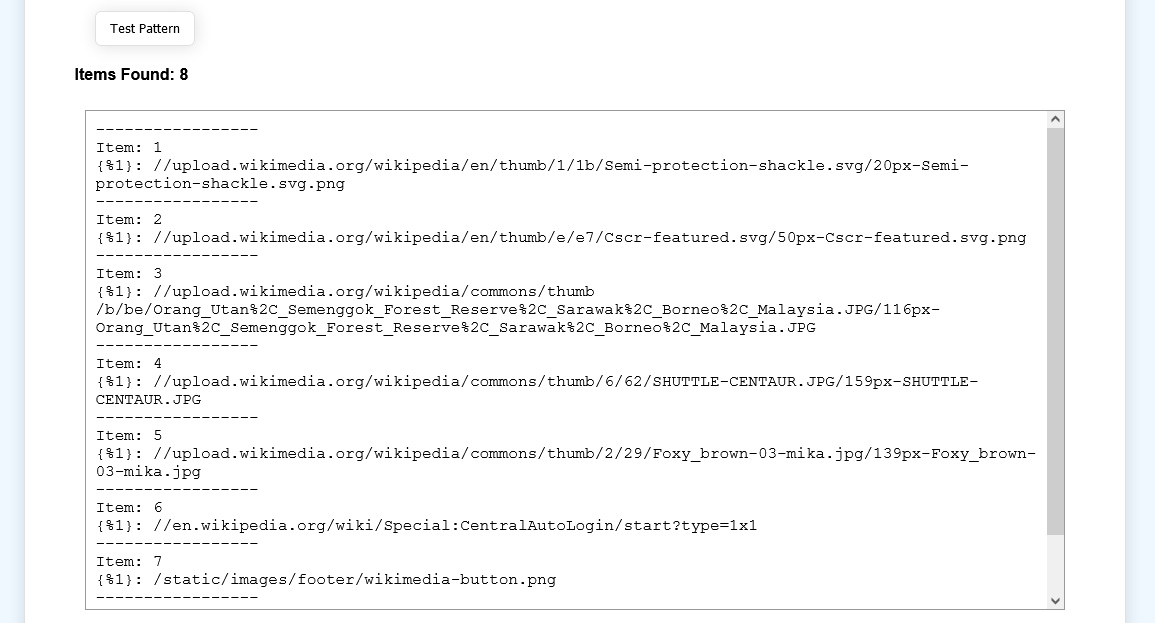 Test Pattern
Items Found: 8
-----------------
Item: 1
{%1}: //upload.wikimedia.org/wikipedia/en/thumb/1/1b/Semi-protection-shackle.svg/20px-Semi-
protection-shackle.svg.png
-----------------
Item: 2
{%1}: //upload.wikimedia.org/wikipedia/en/thumb/e/e7/Cscr-featured.svg/50px-Cscr-featured.svg.png
-----------------
Item: 3
{%1}: //upload.wikimedia.org/wikipedia/commons/thumb
/b/be/Orang_Utan%2C_Semenggok_Forest_Reserve%2C_Sarawak%2C_Borneo%2C_Malaysia.JPG/116px-
Orang_Utan%2C_Semenggok_Forest_Reserve%2C_Sarawak%2C_Borneo%2C_Malaysia.JPG
-----------------
Item: 4
{%1}: //upload.wikimedia.org/wikipedia/commons/thumb/6/62/SHUTTLE-CENTAUR.JPG/159px-SHUTTLE-
CENTAUR.JPG
-----------------
Item: 5
{%1}: //upload.wikimedia.org/wikipedia/commons/thumb/2/29/Foxy_brown-03-mika.jpg/139px-Foxy_brown-
03-mika.jpg
-----------------
Item: 6
{%1}: //en.wikipedia.org/wiki/Special:CentralAutoLogin/start?type=1x1
-----------------
Item: 7
{%1}: /static/images/footer/wikimedia-button.png
-----------------